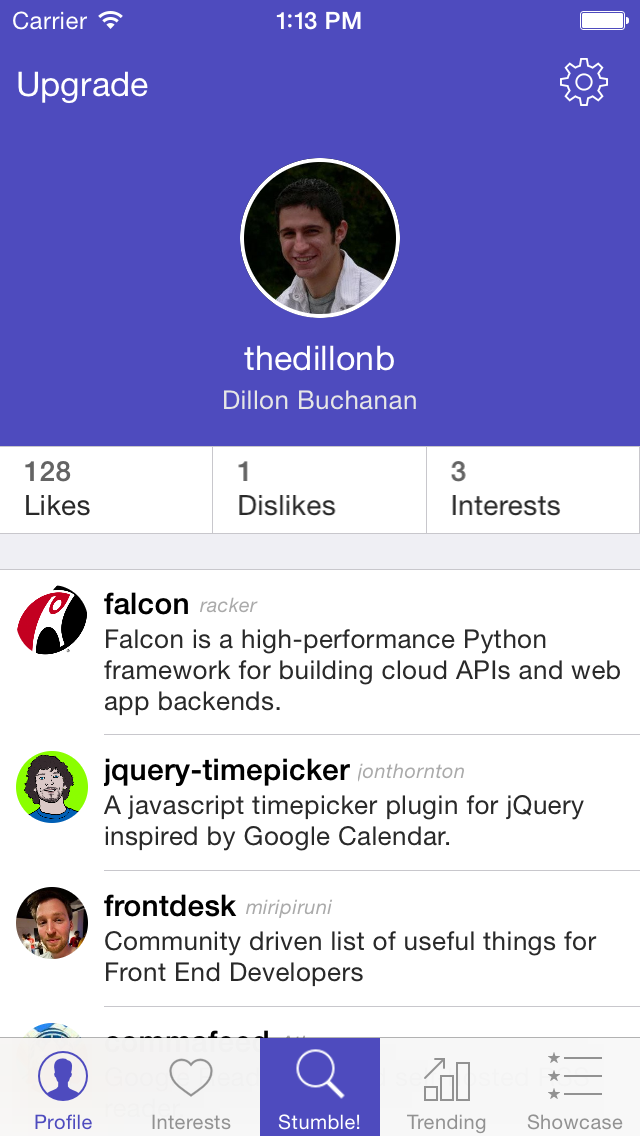 Carrier 1:13 PM
Upgrade
thedillonb
Dillon Buchanan
128 1 3
Likes Dislikes Interests
falcon racker
Falcon is a high-performance Python
framework for building cloud APIs and web
app backends.
jquery-timepicker jonthornton
A javascript timepicker plugin for jQuery
inspired by Google Calendar.
frontdesk miripiruni
Community driven list of useful things for
Front End Developers
commafeed
Profile Interests Stumble! Trending Showcase